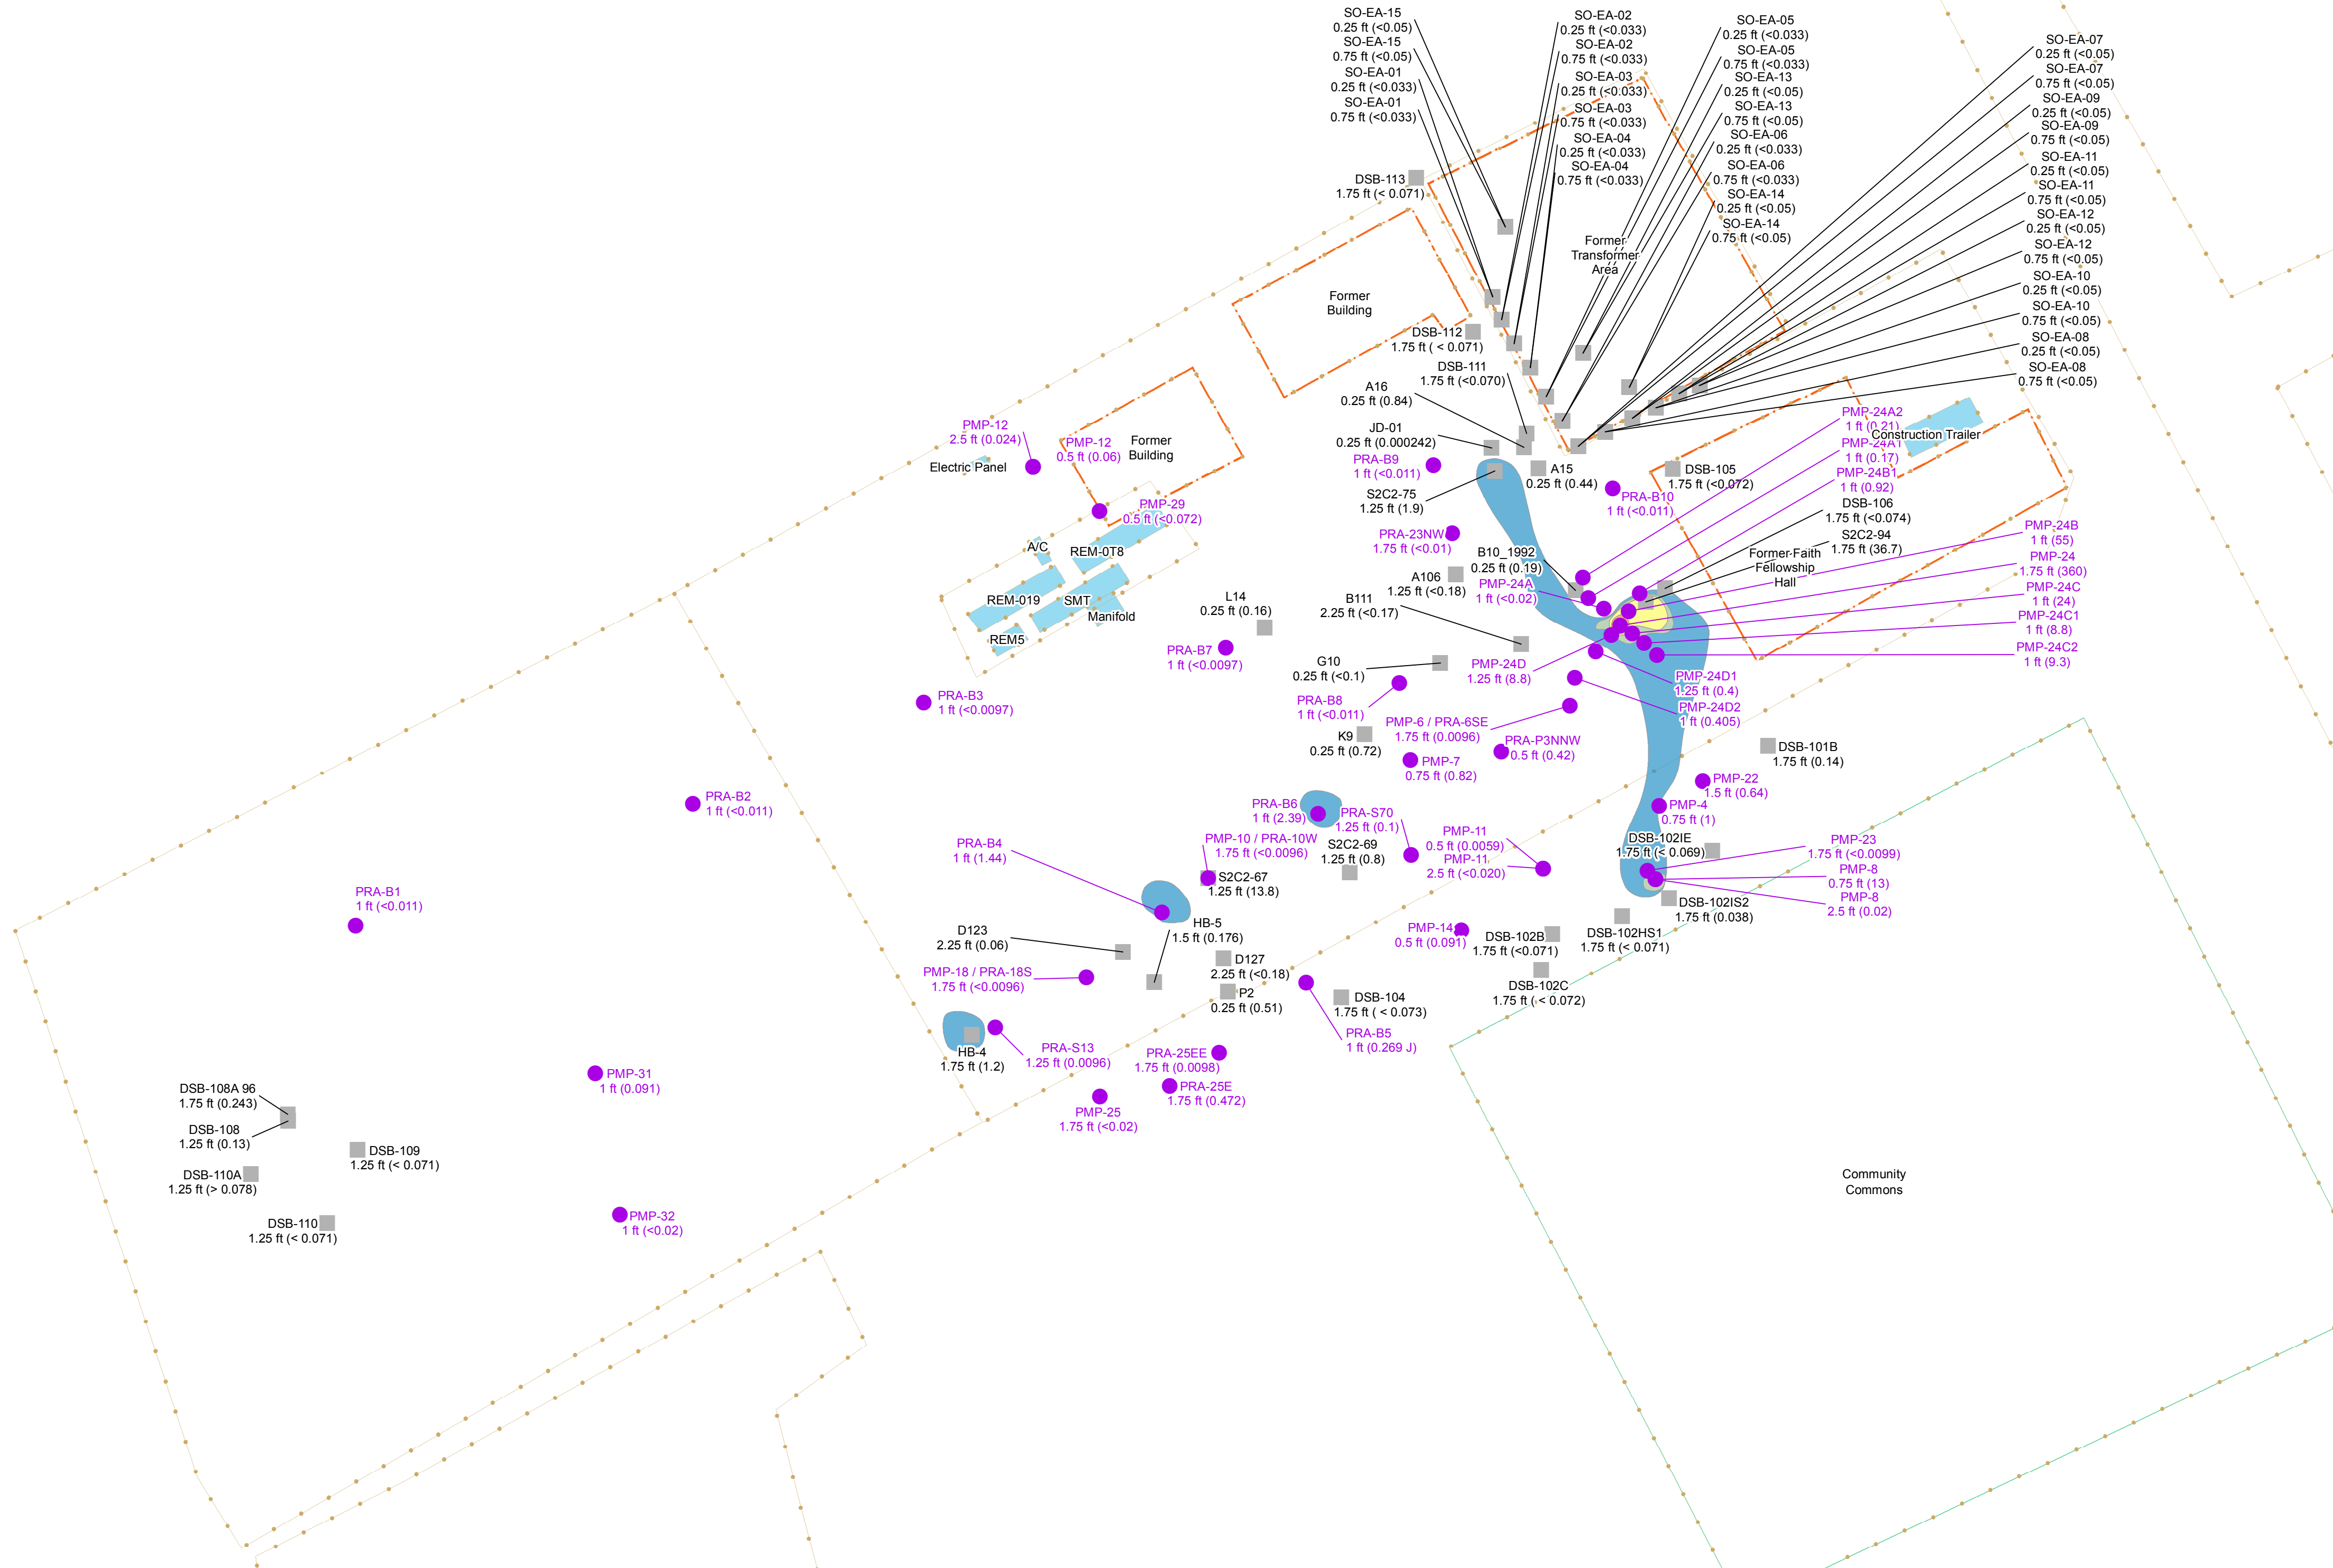 SO-EA-15
0.25 ft (<0.05)
SO-EA-15
0.75 ft (<0.05)
SO-EA-01
0.25 ft (<0.033)
SO-EA-01
0.75 ft (<0.033)
SO-EA-02
0.25 ft (<0.033)
SO-EA-02
0.75 ft (<0.033)
SO-EA-03
0.25 ft (<0.033)
SO-EA-03
0.75 ft (<0.033)
SO-EA-04
0.25 ft (<0.033)
SO-EA-04
0.75 ft (<0.033)
SO-EA-05
0.25 ft (<0.033)
SO-EA-05
0.75 ft (<0.033)
SO-EA-13
0.25 ft (<0.05)
SO-EA-13
0.75 ft (<0.05)
SO-EA-06
0.25 ft (<0.033)
SO-EA-06
0.75 ft (<0.033)
SO-EA-14
0.25 ft (<0.05)
SO-EA-14
0.75 ft (<0.05)
SO-EA-07
0.25 ft (<0.05)
SO-EA-07
0.75 ft (<0.05)
SO-EA-09
0.25 ft (<0.05)
SO-EA-09
0.75 ft (<0.05)
SO-EA-11
0.25 ft (<0.05)
SO-EA-11
0.75 ft (<0.05)
SO-EA-12
0.25 ft (<0.05)
SO-EA-12
0.75 ft (<0.05)
SO-EA-10
0.25 ft (<0.05)
SO-EA-10
0.75 ft (<0.05)
SO-EA-08
0.25 ft (<0.05)
SO-EA-08
0.75 ft (<0.05)
DSB-113
1.75 ft (< 0.071)
Former
Transformer
Area
Former
Building
DSB-112
1.75 ft ( < 0.071)
DSB-111
1.75 ft (<0.070)
A16
0.25 ft (0.84)
JD-01
0.25 ft (0.000242)
PRA-B9
1 ft (<0.011)
A15
0.25 ft (0.44)
S2C2-75
1.25 ft (1.9)
DSB-105
1.75 ft (<0.072)
PRA-B10
1 ft (<0.011)
PMP-24A2
1 ft (0.21)
PMP-24A1
1 ft (0.17)
Construction Trailer
PMP-24B1
1 ft (0.92)
DSB-106
1.75 ft (<0.074)
S2C2-94
1.75 ft (36.7)
Former Faith
Fellowship
Hall
PMP-24B
1 ft (55)
PMP-24
1.75 ft (360)
PMP-24C
1 ft (24)
PMP-24C1
1 ft (8.8)
PMP-24C2
1 ft (9.3)
PMP-12
2.5 ft (0.024)
PMP-12
0.5 ft (0.06)
Former
Building
Electric Panel
PMP-29
0.5 ft (<0.072)
A/C
REM-0T8
REM-019
SMT
Manifold
REM5
PRA-23NW
1.75 ft (<0.01)
B10_1992
0.25 ft (0.19)
A106
1.25 ft (<0.18)
PMP-24A
1 ft (<0.02)
B111
2.25 ft (<0.17)
L14
0.25 ft (0.16)
PRA-B7
1 ft (<0.0097)
G10
0.25 ft (<0.1)
PMP-24D
1.25 ft (8.8)
PMP-24D1
1.25 ft (0.4)
PMP-24D2
1 ft (0.405)
PRA-B3
1 ft (<0.0097)
PRA-B8
1 ft (<0.011)
PMP-6 / PRA-6SE
1.75 ft (0.0096)
K9
0.25 ft (0.72)
PRA-P3NNW
0.5 ft (0.42)
PMP-7
0.75 ft (0.82)
DSB-101B
1.75 ft (0.14)
PMP-22
1.5 ft (0.64)
PMP-4
0.75 ft (1)
PRA-B2
1 ft (<0.011)
PRA-B6
1 ft (2.39)
PRA-S70
1.25 ft (0.1)
PRA-B4
1 ft (1.44)
PMP-10 / PRA-10W
1.75 ft (<0.0096)
S2C2-69
1.25 ft (0.8)
PMP-11
0.5 ft (0.0059)
PMP-11
2.5 ft (<0.020)
DSB-102IE
1.75 ft (< 0.069)
PMP-23
1.75 ft (<0.0099)
PMP-8
0.75 ft (13)
PMP-8
2.5 ft (0.02)
S2C2-67
1.25 ft (13.8)
PRA-B1
1 ft (<0.011)
HB-5
1.5 ft (0.176)
D123
2.25 ft (0.06)
DSB-102IS2
1.75 ft (0.038)
PMP-14
0.5 ft (0.091)
DSB-102B
1.75 ft (<0.071)
DSB-102HS1
1.75 ft (< 0.071)
D127
2.25 ft (<0.18)
PMP-18 / PRA-18S
1.75 ft (<0.0096)
P2
0.25 ft (0.51)
DSB-104
1.75 ft ( < 0.073)
DSB-102C
1.75 ft ( < 0.072)
PRA-B5
1 ft (0.269 J)
HB-4
1.75 ft (1.2)
PRA-S13
1.25 ft (0.0096)
PRA-25EE
1.75 ft (0.0098)
PRA-25E
1.75 ft (0.472)
PMP-25
1.75 ft (<0.02)
PMP-31
1 ft (0.091)
DSB-108A 96
1.75 ft (0.243)
DSB-108
1.25 ft (0.13)
DSB-109
1.25 ft (< 0.071)
DSB-110A
1.25 ft (> 0.078)
DSB-110
1.25 ft (< 0.071)
PMP-32
1 ft (<0.02)
Community
Commons